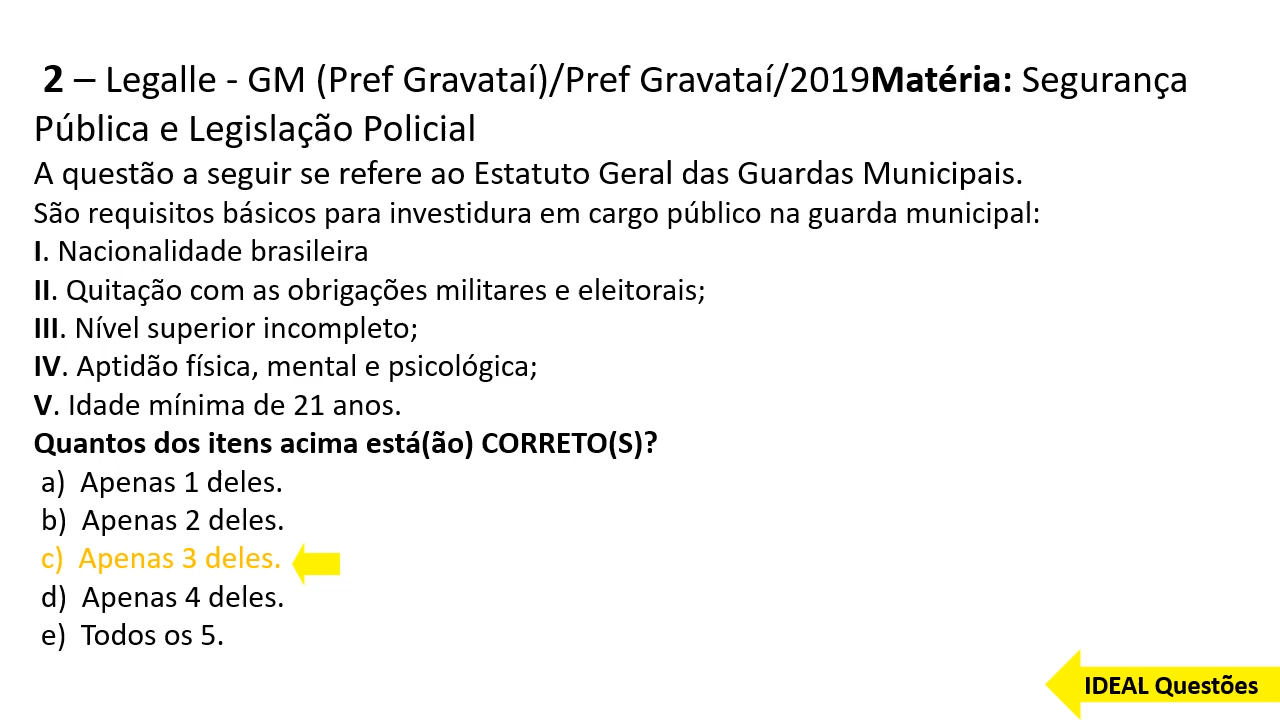 2 – Legalle - GM (Pref Gravataí)/Pref Gravataí/2019Matéria: Segurança
Pública e Legislação Policial
A questão a seguir se refere ao Estatuto Geral das Guardas Municipais.
São requisitos básicos para investidura em cargo público na guarda municipal:
I. Nacionalidade brasileira
II. Quitação com as obrigações militares e eleitorais;
III. Nível superior incompleto;
IV. Aptidão física, mental e psicológica;
V. Idade mínima de 21 anos.
Quantos dos itens acima está(ão) CORRETO(S)?
a) Apenas 1 deles.
b) Apenas 2 deles.
c) Apenas 3 deles.
d) Apenas 4 deles.
e) Todos os 5.
IDEAL Questões